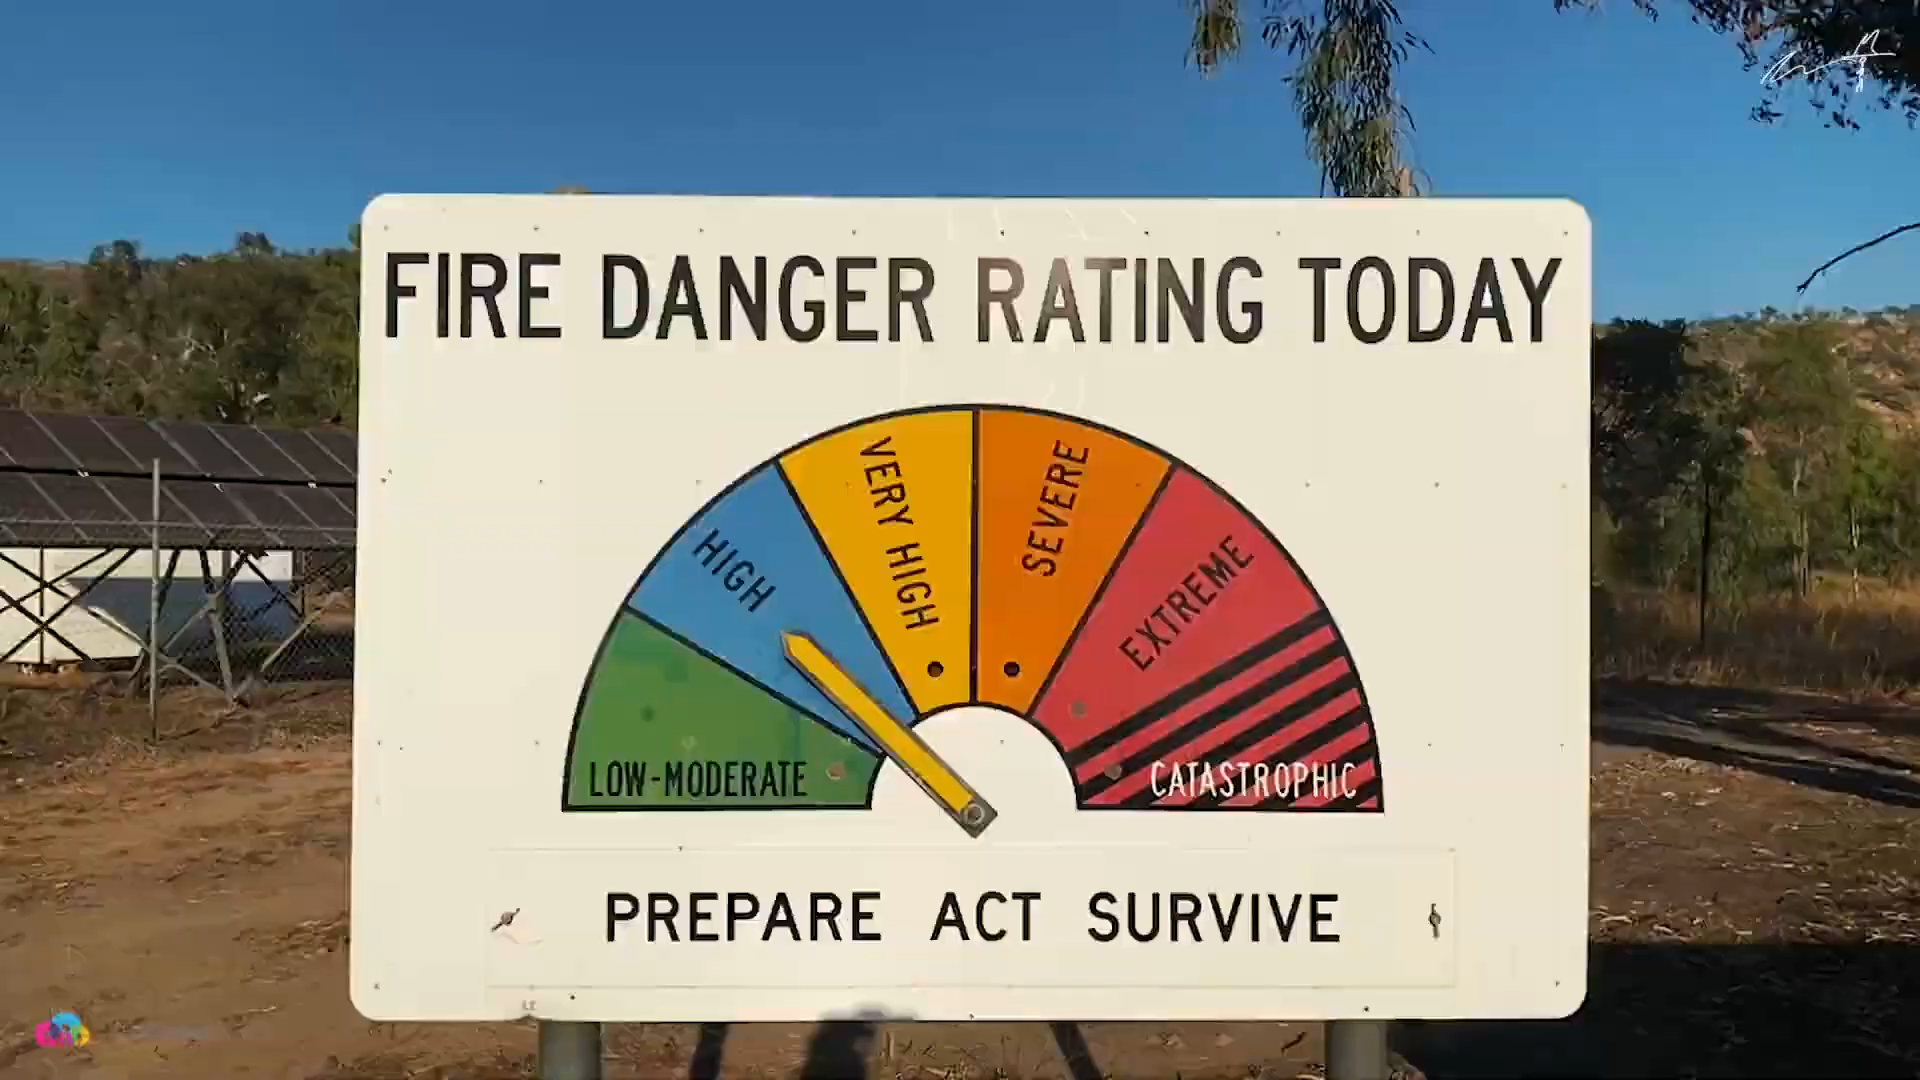 FIRE DANGER RATING TODAY
VERY HIGH
SEVERE
HIGH
EXTREME
LOW-MODERATE
CATASTROPHIC
PREPARE ACT SURVIVE